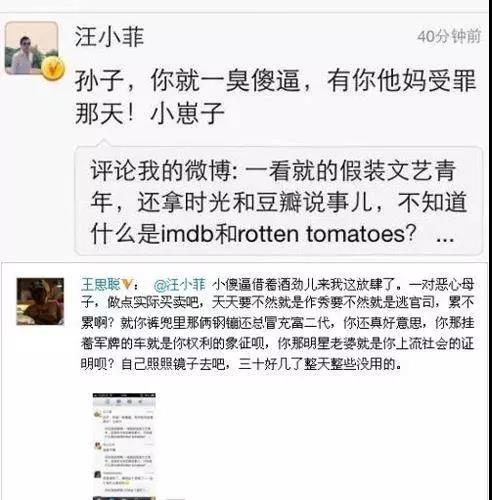 汪小菲
40分钟前
孙子，你就一臭傻逼，有你他妈受罪
那天！小崽子
评论我的微博: 一看就的假装文艺青
年，还拿时光和豆瓣说事儿，不知道
什么是imdb和rotten tomatoes？ ...
王思聪V： @汪小菲 小傻逼借着酒劲儿来我这放肆了。一对恶心母
子，做点实际买卖吧，天天要不然就是作秀要不然就是逃官司，累不
累啊？就你裤兜里那俩钢镚还总冒充富二代，你还真好意思，你那挂
着军牌的车就是你权利的象征呗，你那明星老婆就是你上流社会的证
明呗？自己照照镜子去吧，三十好几了整天整些没用的。